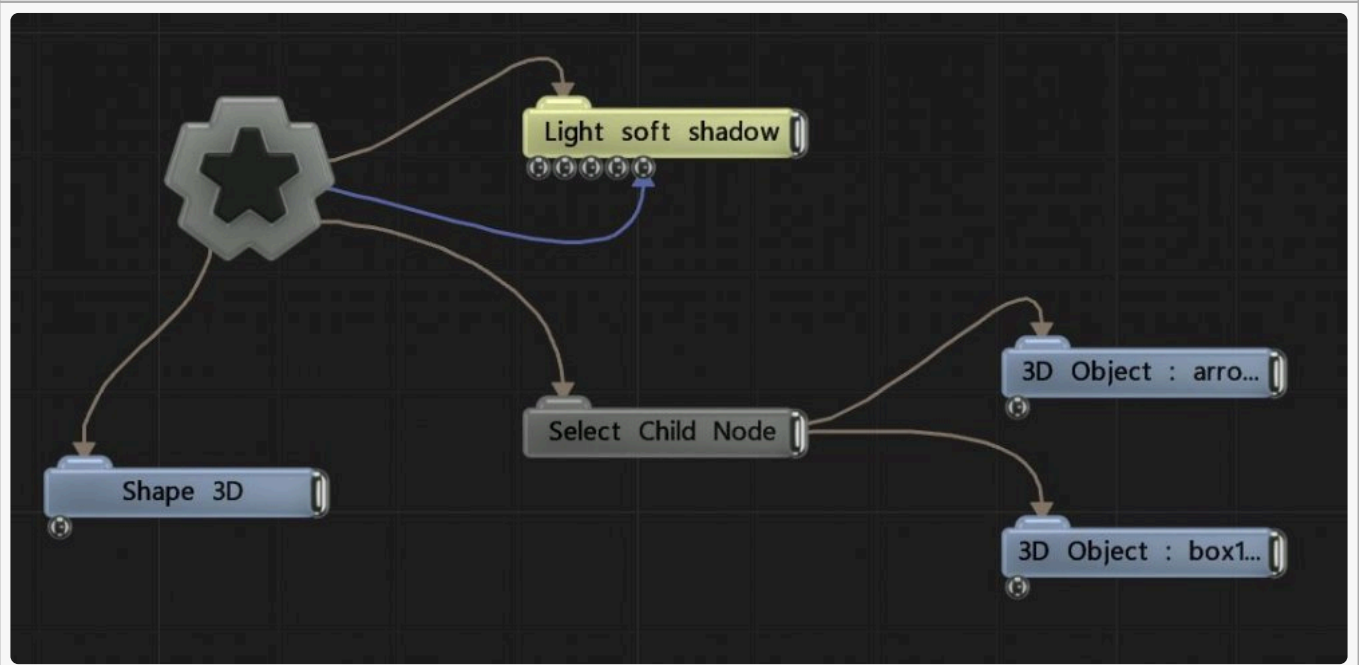 Light soft shadow
3D Object : arro...
Select Child Node
Shape 3D
3D Object : box1...